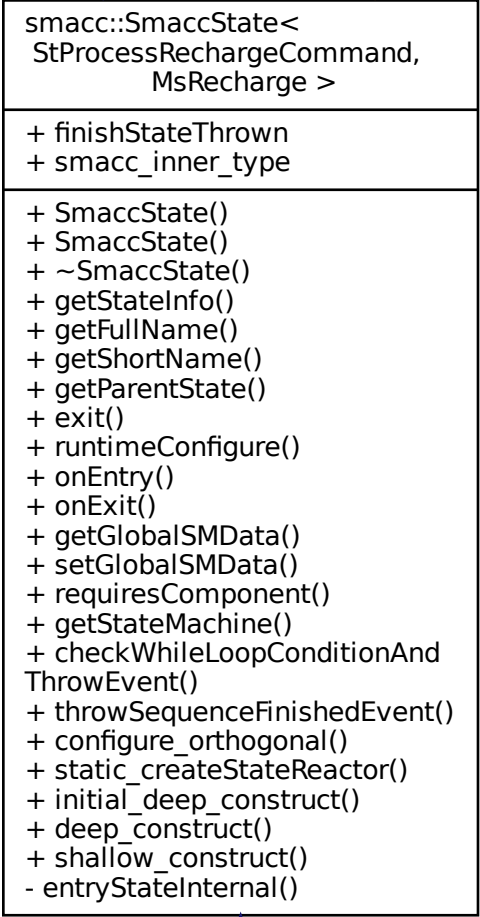 smacc::SmaccState<
StProcessRechargeCommand,
MsRecharge >
+ finishStateThrown
+ smacc_inner_type
+ SmaccState()
+ SmaccState()
+ ~SmaccState()
+ getStateInfo()
+ getFullName()
+ getShortName()
+ getParentState()
+ exit()
+ runtimeConfigure()
+ onEntry()
+ onExit()
+ getGlobalSMData()
+ setGlobalSMData()
+ requiresComponent()
+ getStateMachine()
+ checkWhileLoopConditionAnd
ThrowEvent()
+ throwSequenceFinishedEvent()
+ configure_orthogonal()
+ static_createStateReactor()
+ initial_deep_construct()
+ deep_construct()
+ shallow_construct()
- entryStateInternal()